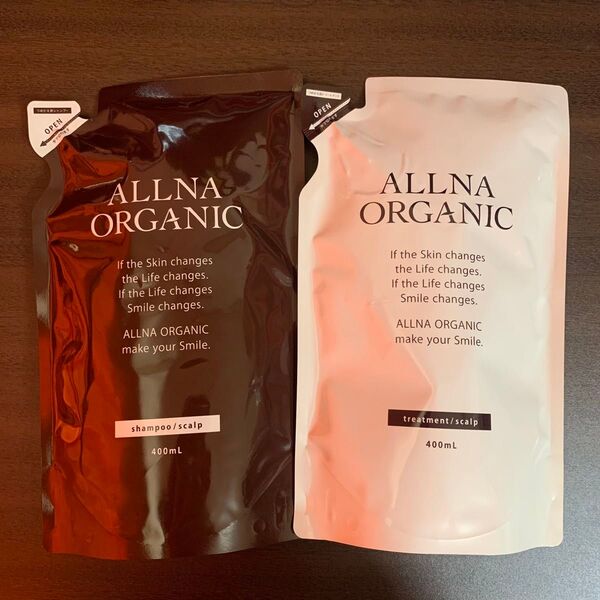 OPEN
ALLNA
ORGANIC
If the Skin changes
the Life changes.
If the Life changes
Smile changes.
ALLNA ORGANIC
make your Smile.
shampoo/scalp
400mL
OPEN
ALLNA
ORGANIC
If the Skin changes
the Life changes.
If the Life changes
Smile changes.
ALLNA ORGANIC
make your Smile.
treatment/scalp
400mL